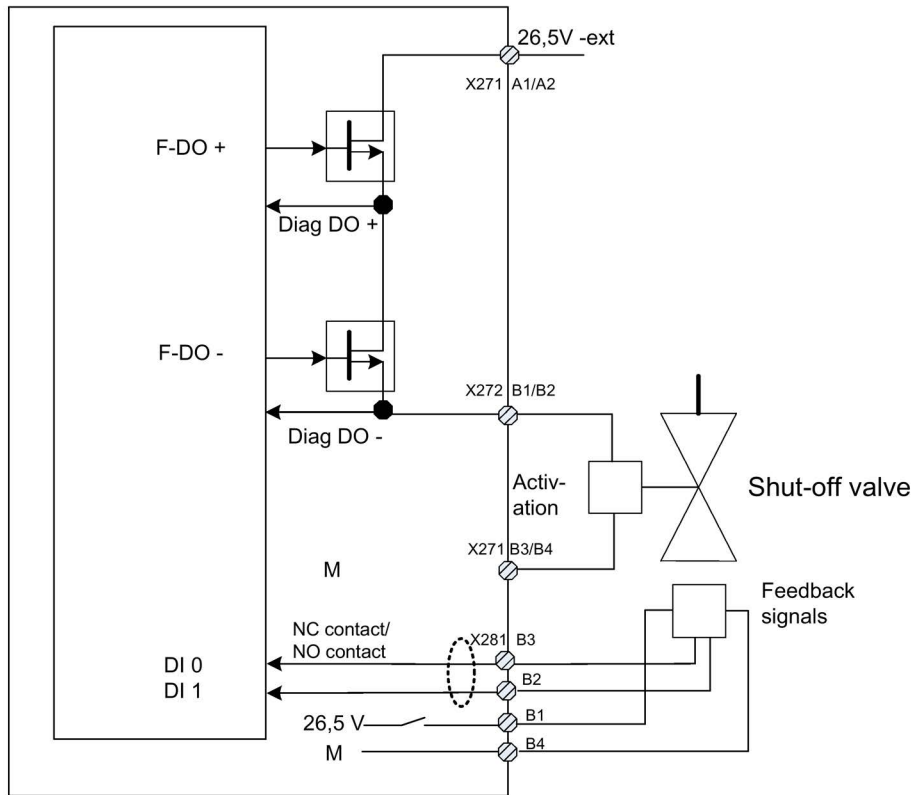 26,5V -ext
X271 A1/A2
F-DO +
Diag DO +
F-DO -
X272 B1/B2
Diag DO -
Activ-
ation
Shut-off valve
X271 B3/B4
M
Feedback
signals
NC contact/
NO contact
X281 B3
DI 0
DI 1
B2
26,5 V
B1
M
B4